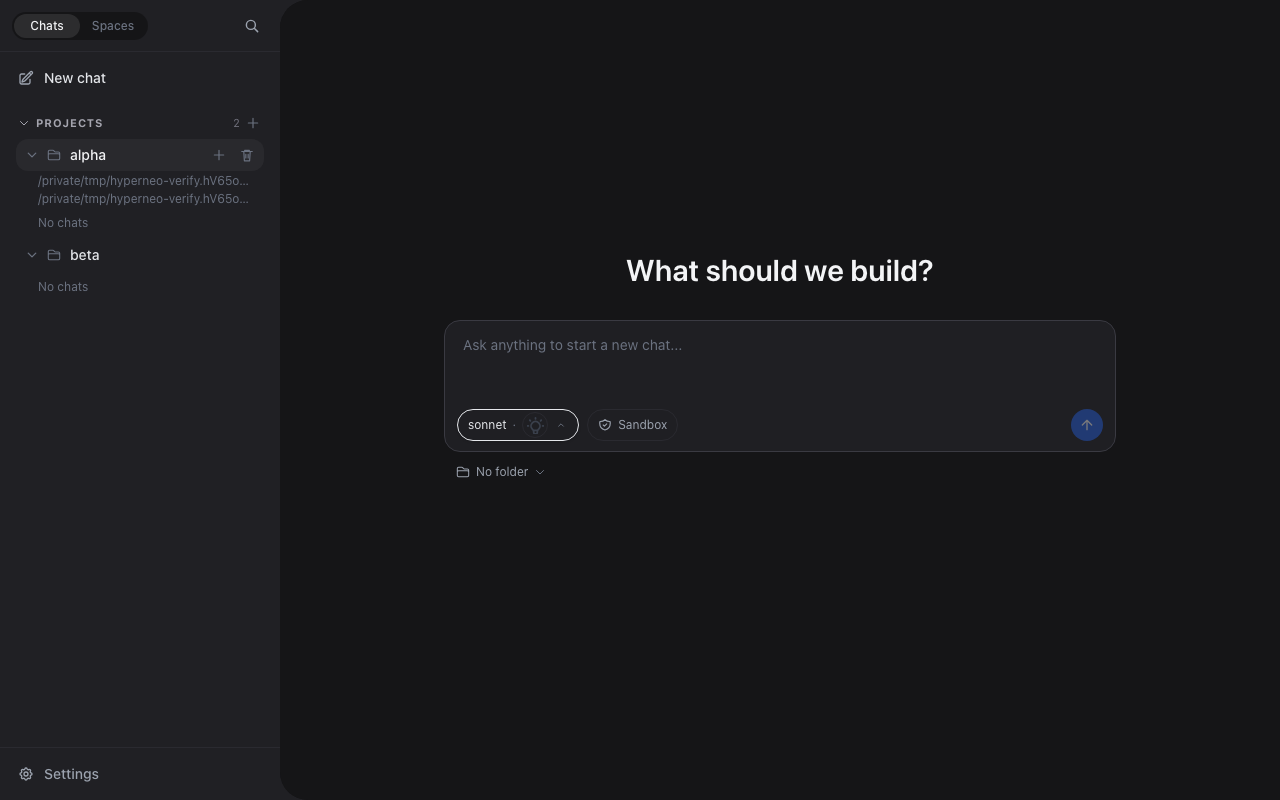 Chats Spaces
New chat
PROJECTS 2
alpha
/private/tmp/hyperneo-verify.hV65o...
/private/tmp/hyperneo-verify.hV65o...
No chats
beta
No chats
What should we build?
Ask anything to start a new chat...
sonnet · Sandbox
No folder
Settings